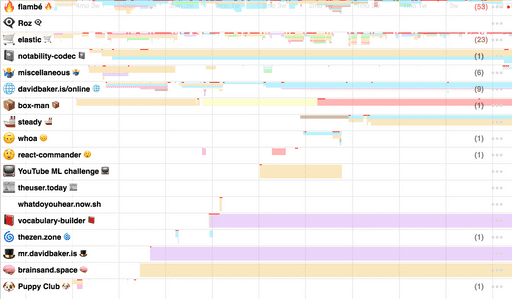 flambé (53)
Roz
elastic (23)
notability-codec (1)
miscellaneous (6)
davidbaker.is/online (9)
box-man (1)
steady
whoa (1)
react-commander (1)
YouTube ML challenge
theuser.today
whatdoyouhear.now.sh
vocabulary-builder
thezen.zone (1)
mr.davidbaker.is
brainsand.space
Puppy Club (1)